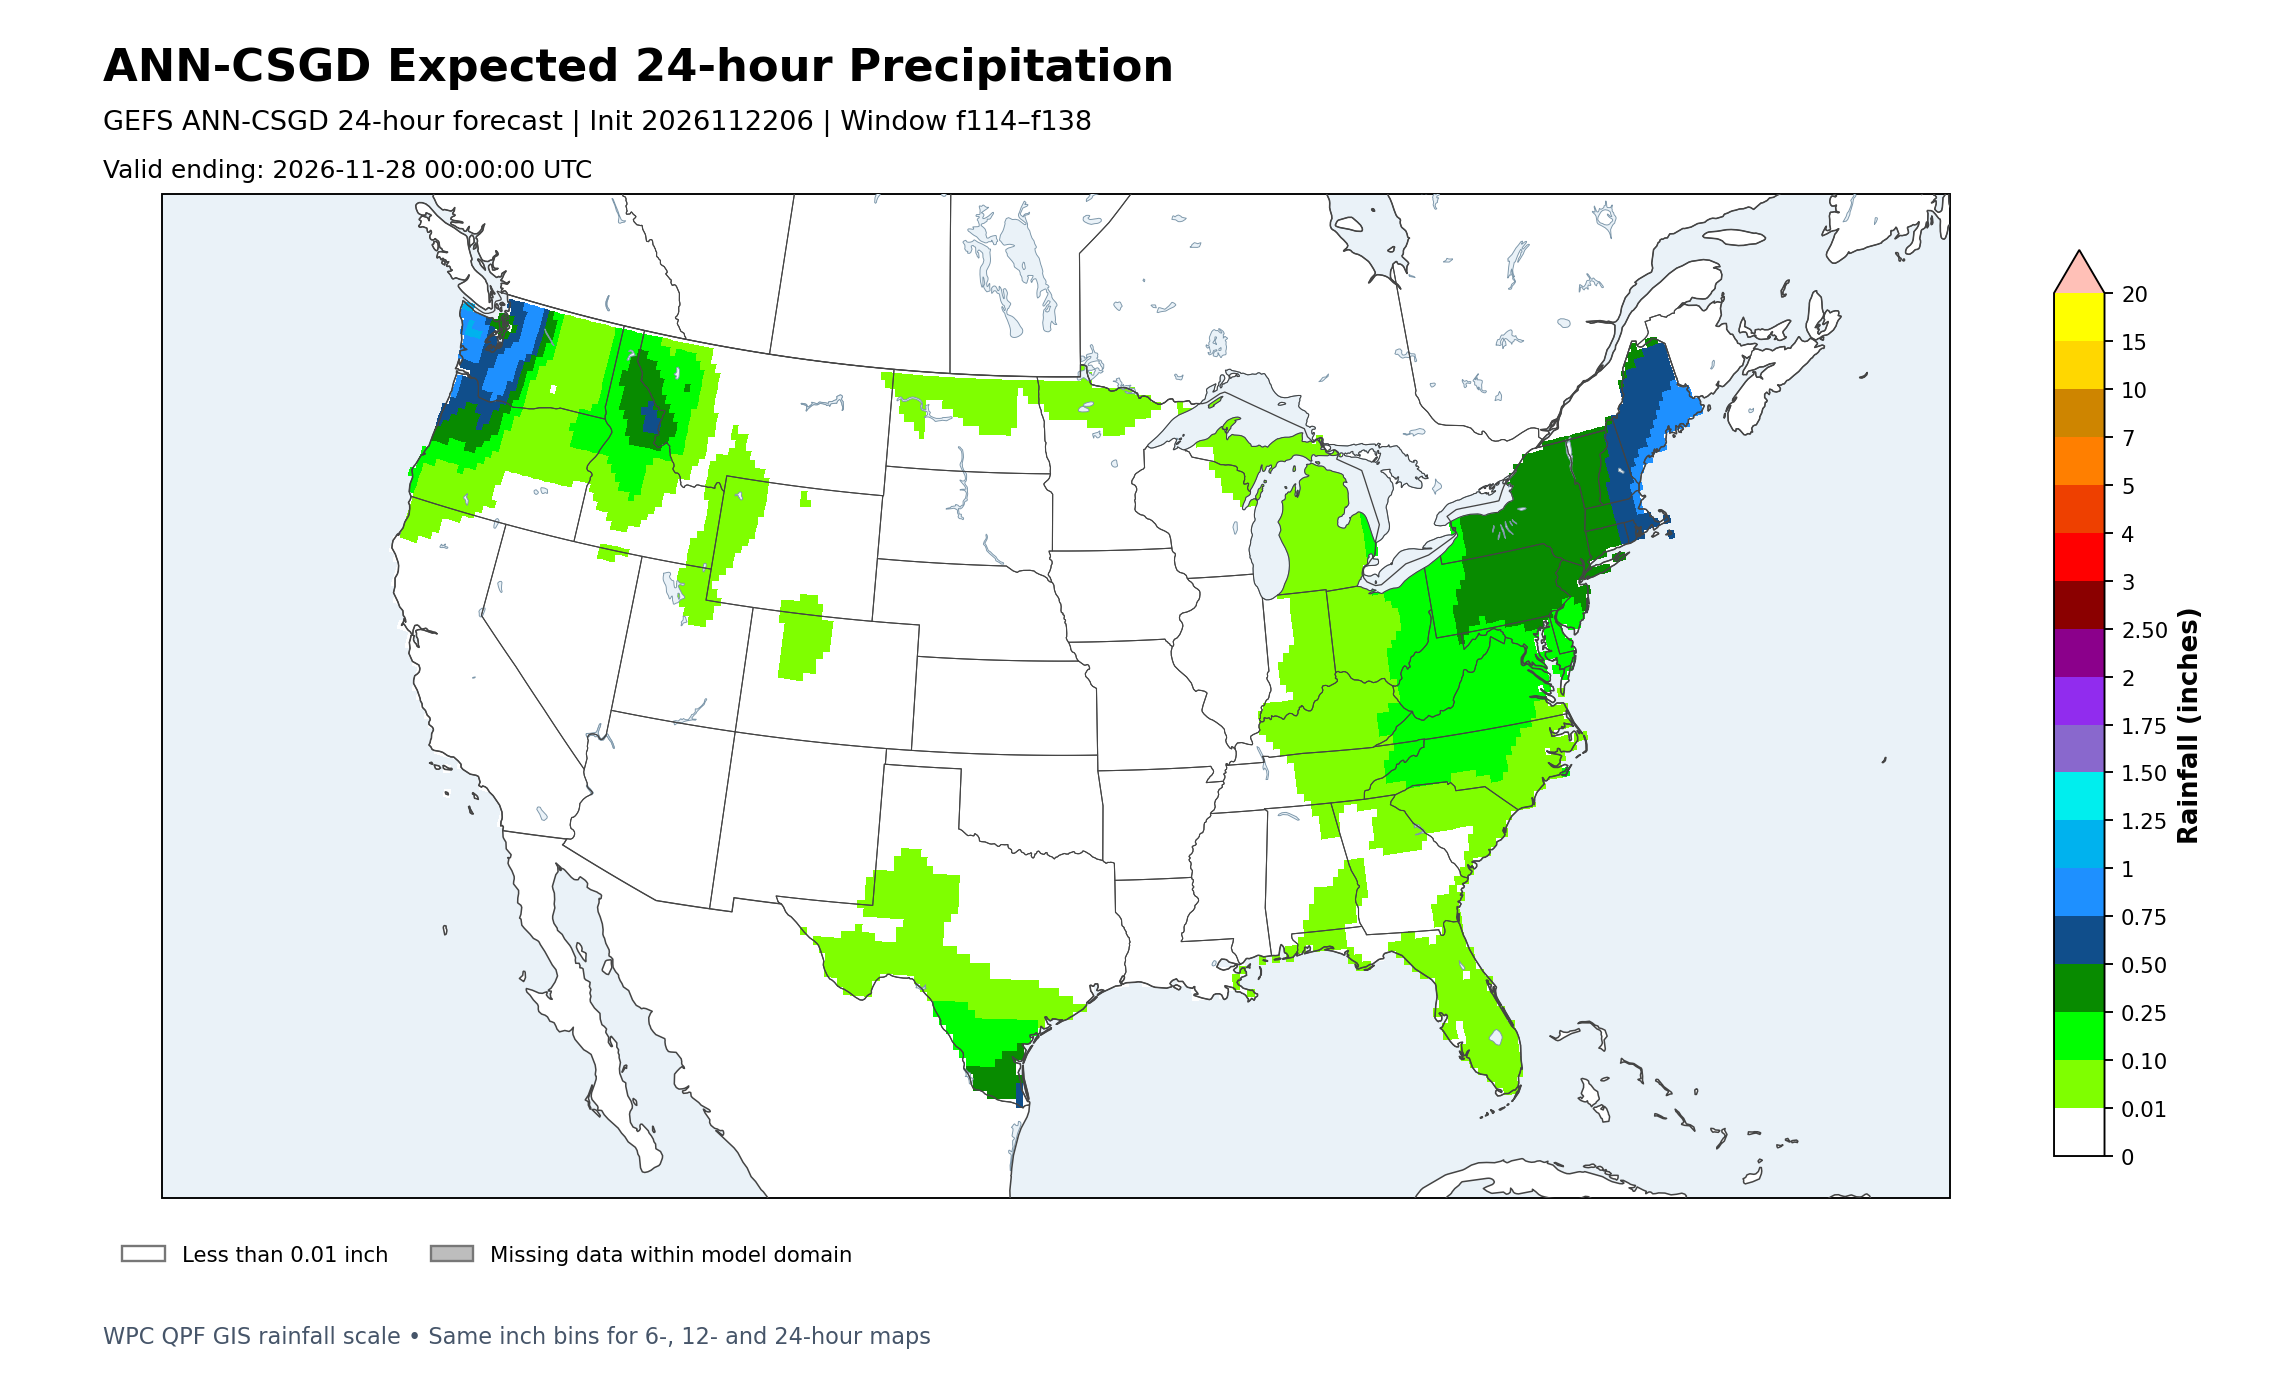 ANN-CSGD Expected 24-hour Precipitation
GEFS ANN-CSGD 24-hour forecast | Init 2026112206 | Window f114–f138
Valid ending: 2026-11-28 00:00:00 UTC
20
15
10
7
5
4
3
2.50
2
1.75
1.50
1.25
1
0.75
0.50
0.25
0.10
0.01
0
Rainfall (inches)
Less than 0.01 inch
Missing data within model domain
WPC QPF GIS rainfall scale • Same inch bins for 6-, 12- and 24-hour maps